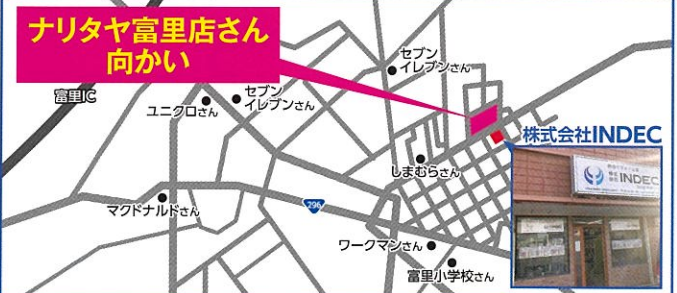 ナリタヤ富里店さん
向かい
セブン
イレブンさん
富里IC
セブン
イレブンさん
ユニクロさん
株式会社INDEC
しまむらさん
INDEC
マクドナルドさん
296
ワークマンさん
富里小学校さん